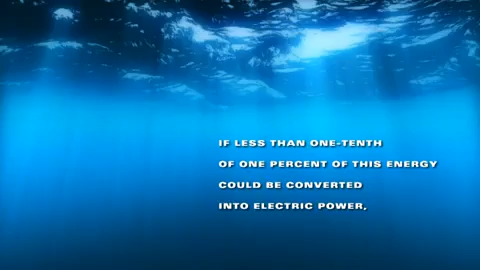 IF LESS THAN ONE-TENTH
OF ONE PERCENT OF THIS ENERGY
COULD BE CONVERTED
INTO ELECTRIC POWER,